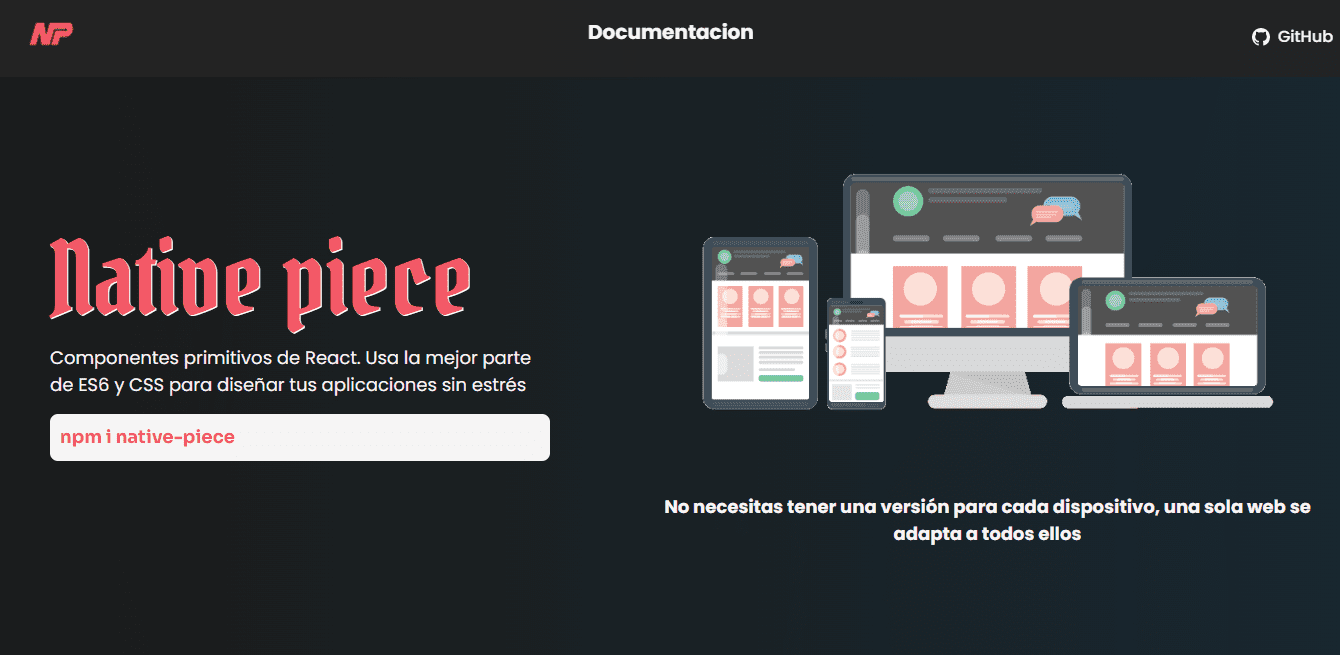 NP
Documentacion
GitHub
Native piece
Componentes primitivos de React. Usa la mejor parte
de ES6 y CSS para diseñar tus aplicaciones sin estrés
npm i native-piece
No necesitas tener una versión para cada dispositivo, una sola web se
adapta a todos ellos